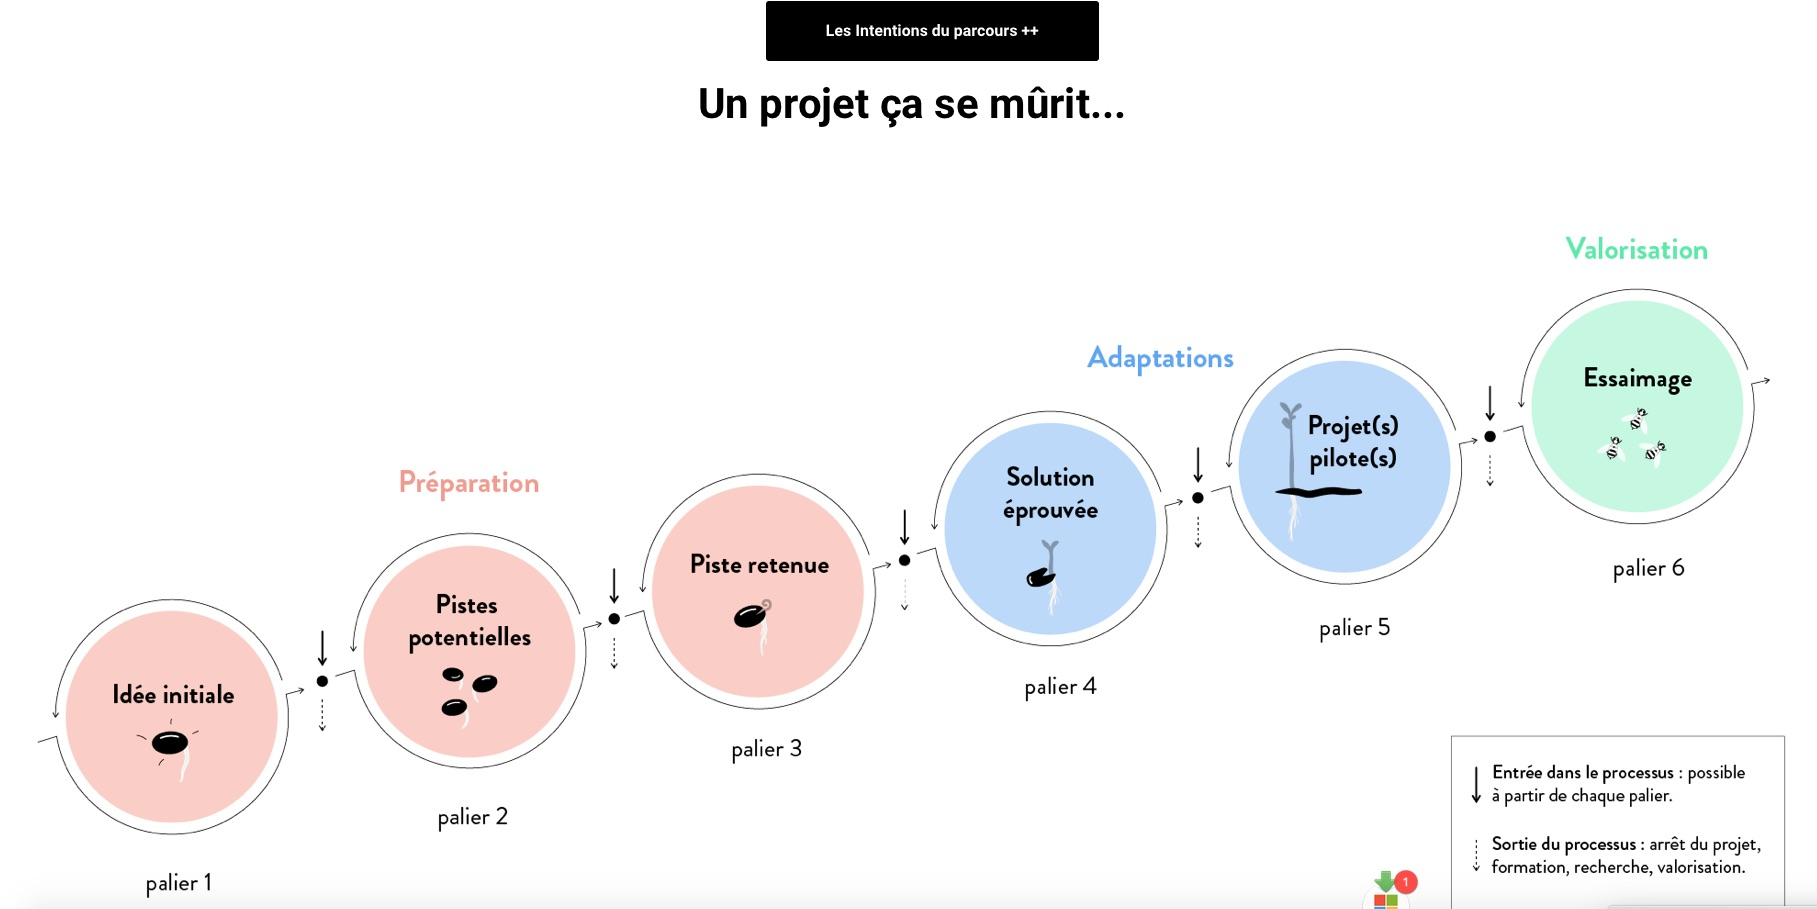 Les Intentions du parcours ++
Un projet ça se mûrit...
Valorisation
Essaimage
palier 6
Adaptations
Projet(s)
pilote(s)
palier 5
Solution
éprouvée
palier 4
Préparation
Piste retenue
palier 3
Pistes
potentielles
palier 2
Idée initiale
palier 1
Entrée dans le processus : possible
à partir de chaque palier.
Sortie du processus : arrêt du projet,
formation, recherche, valorisation.
1